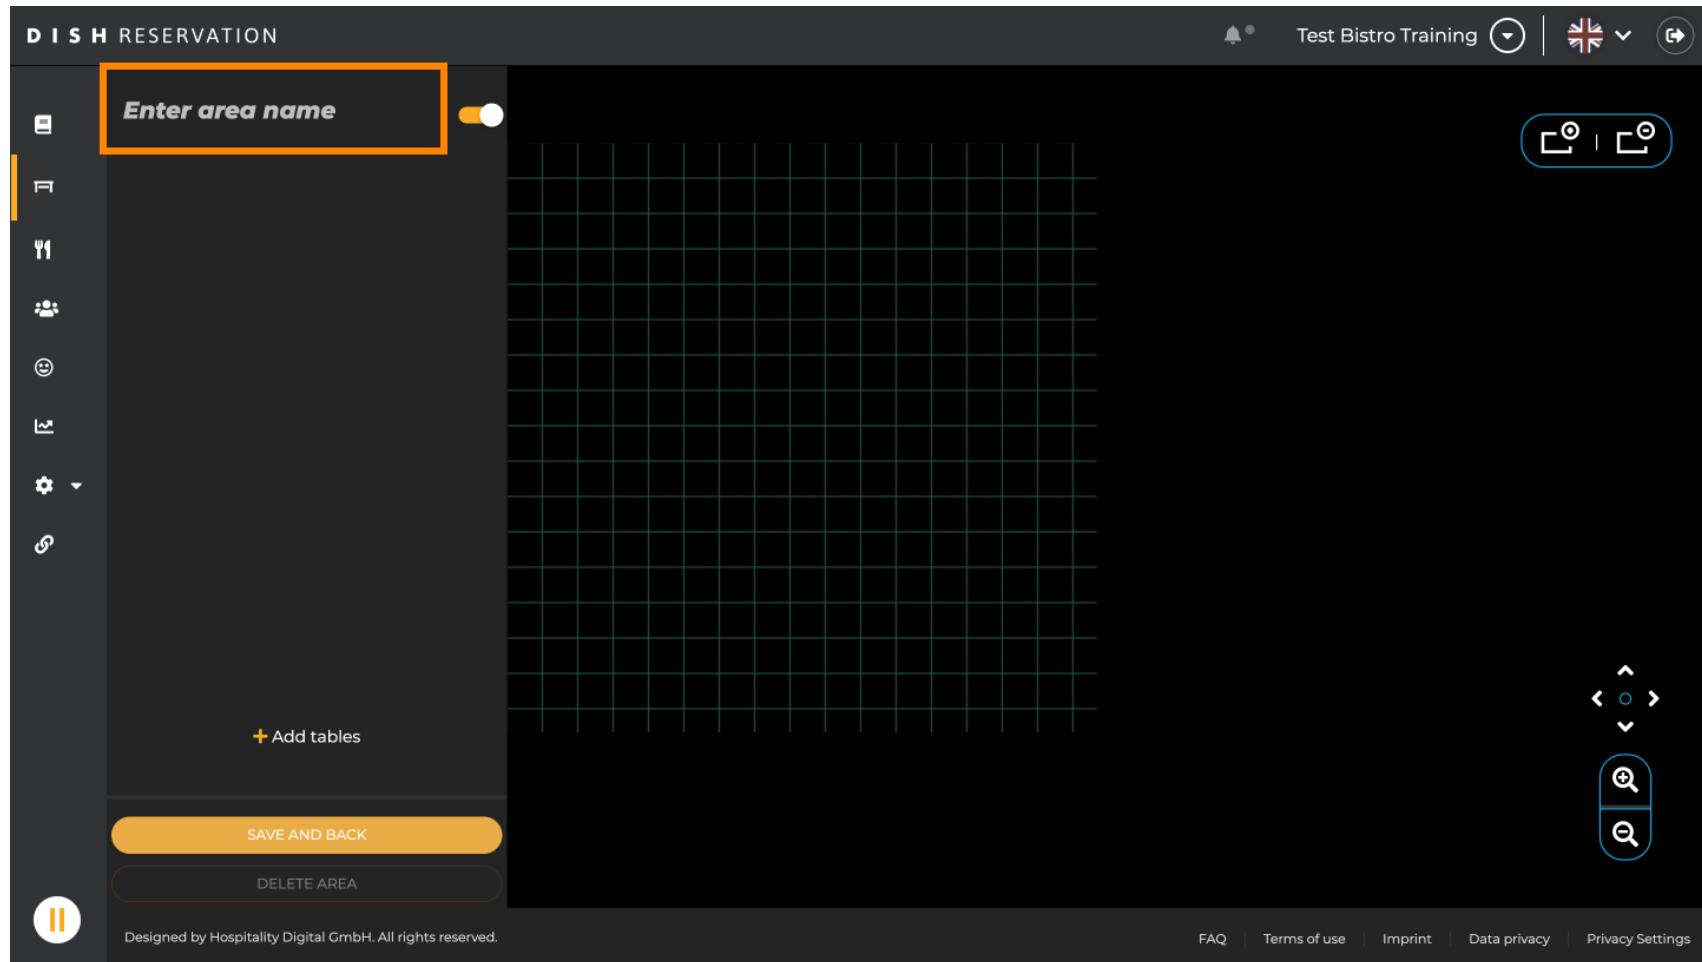 DISH RESERVATION
Test Bistro Training
Enter area name
+ Add tables
SAVE AND BACK
DELETE AREA
Designed by Hospitality Digital GmbH. All rights reserved.
FAQ Terms of use Imprint Data privacy Privacy Settings